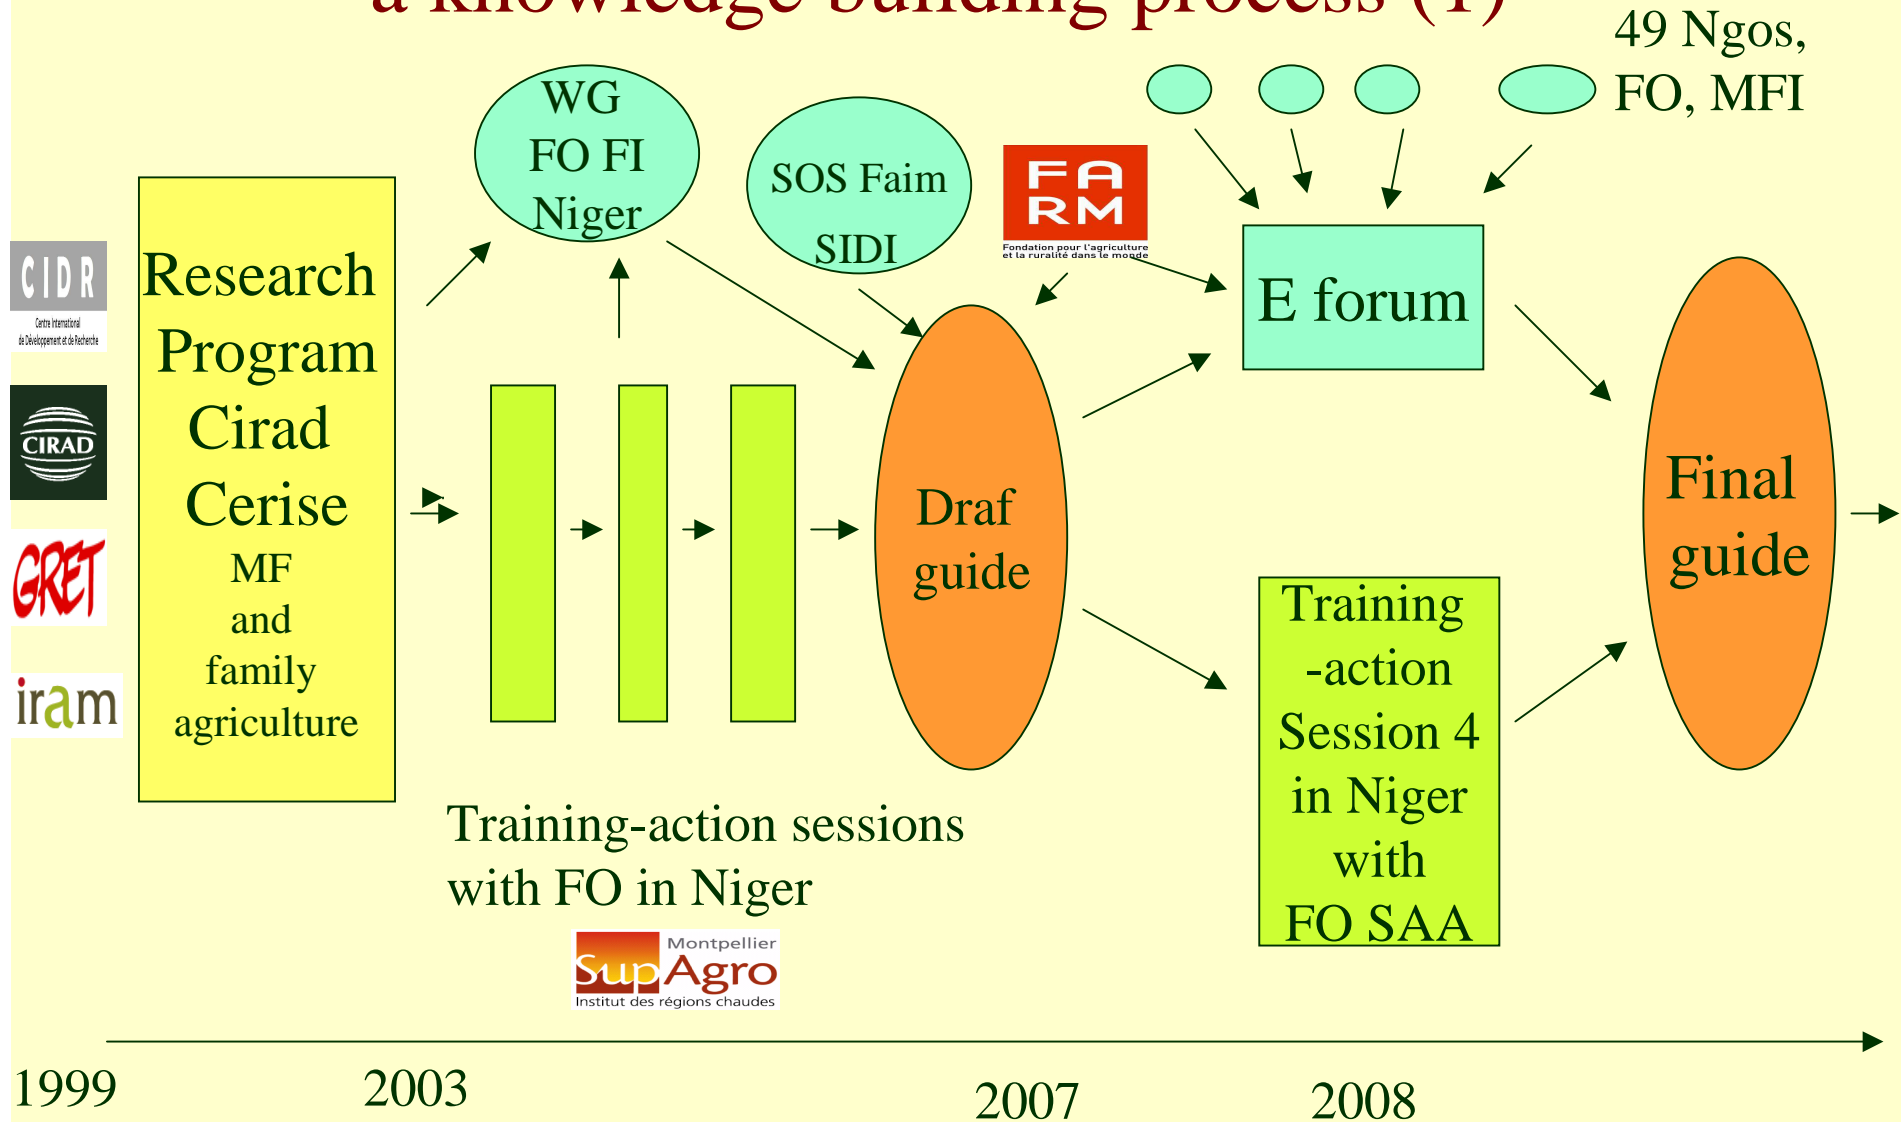 a knowledge building process (1)
49 Ngos,
FO, MFI
WG
FO FI
Niger
SOS Faim
SIDI
FA
RM
Fondation pour l'agriculture
et la ruralité dans le monde
CIDR
Centre International
de Développement et de Recherche
CIRAD
GRET
iram
Research
Program
Cirad
Cerise
MF
and
family
agriculture
E forum
Draf
guide
Final
guide
Training
-action
Session 4
in Niger
with
FO SAA
Training-action sessions
with FO in Niger
Montpellier
SupAgro
Institut des régions chaudes
1999
2003
2007
2008